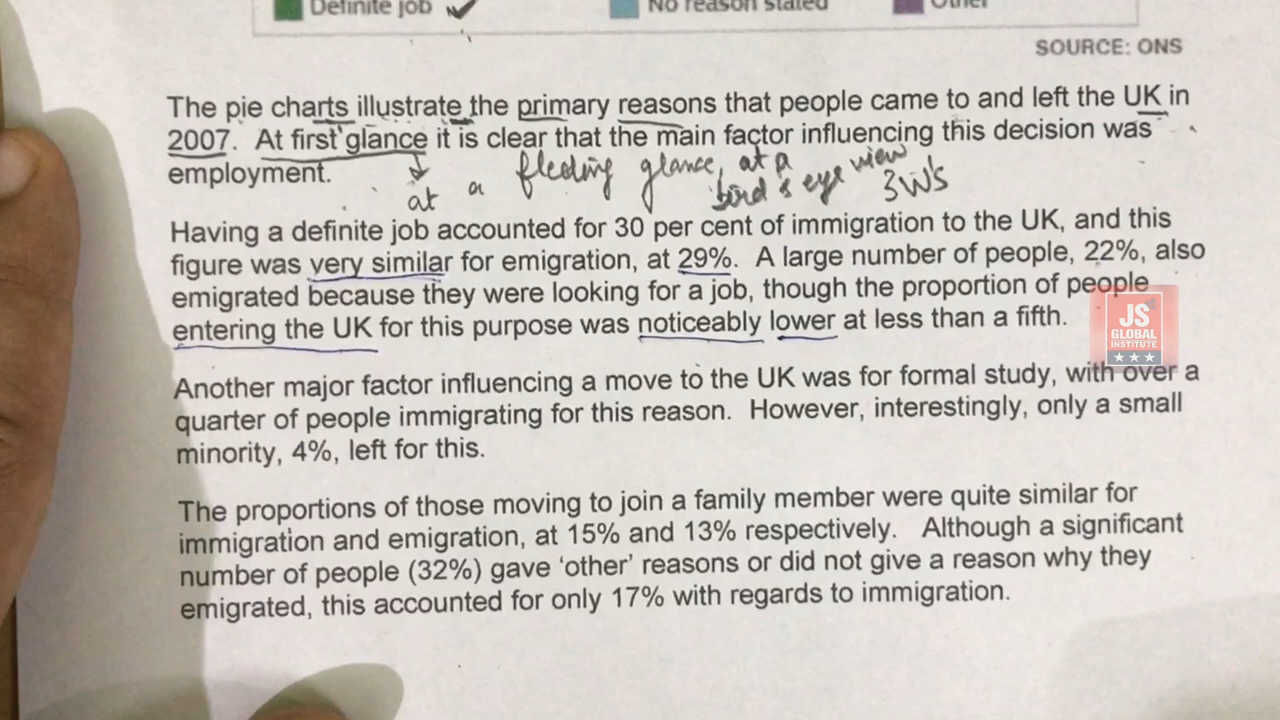 Definite job
No reason stated
Other
SOURCE: ONS
The pie charts illustrate the primary reasons that people came to and left the UK in
2007. At first glance it is clear that the main factor influencing this decision was
employment.
at a fleeding glance, at a
bird's eye view
3W's
Having a definite job accounted for 30 per cent of immigration to the UK, and this
figure was very similar for emigration, at 29%. A large number of people, 22%, also
emigrated because they were looking for a job, though the proportion of people
entering the UK for this purpose was noticeably lower at less than a fifth.
JS
GLOBAL
INSTITUTE
Another major factor influencing a move to the UK was for formal study, with over a
quarter of people immigrating for this reason. However, interestingly, only a small
minority, 4%, left for this.
The proportions of those moving to join a family member were quite similar for
immigration and emigration, at 15% and 13% respectively. Although a significant
number of people (32%) gave 'other' reasons or did not give a reason why they
emigrated, this accounted for only 17% with regards to immigration.